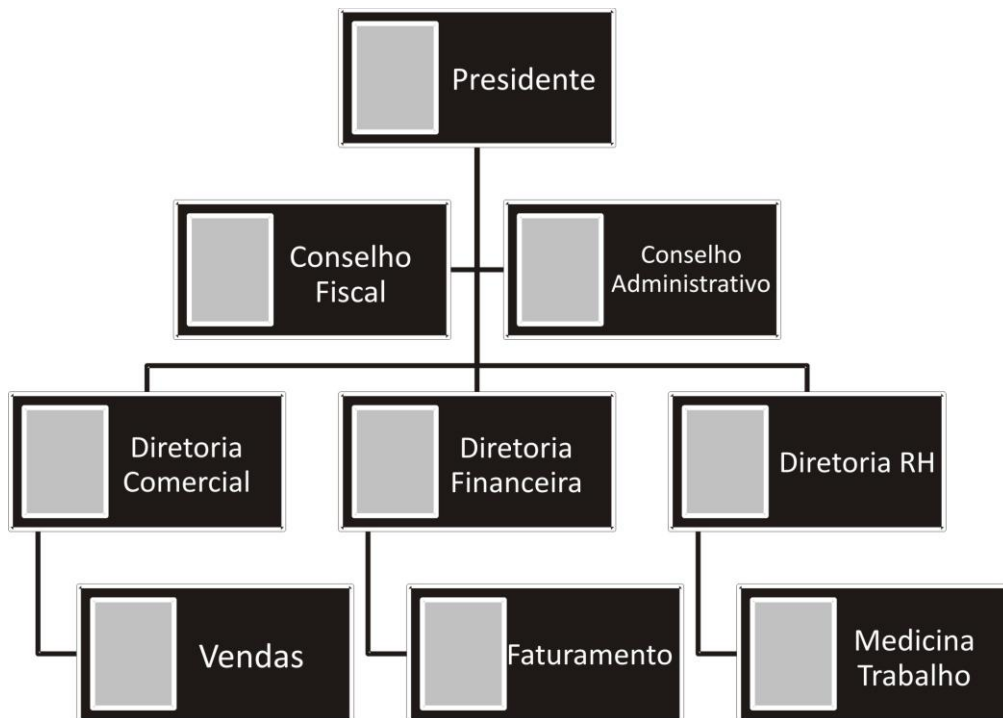 Presidente
Conselho
Fiscal
Conselho
Administrativo
Diretoria
Comercial
Diretoria
Financeira
Diretoria RH
Vendas
Faturamento
Medicina
Trabalho